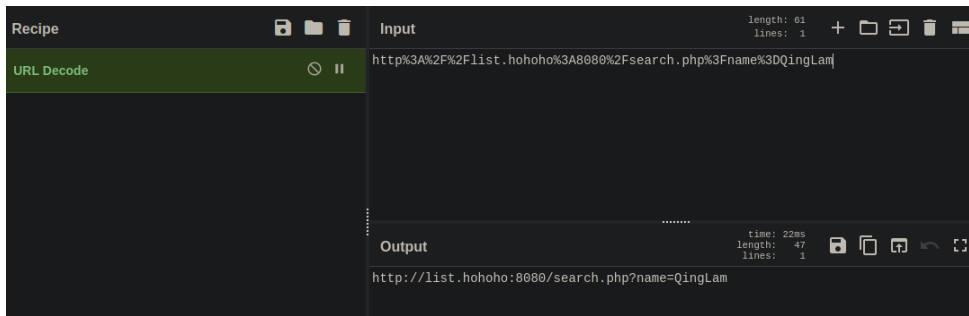 Recipe
URL Decode
Input
length: 61
lines: 1
http%3A%2F%2Flist.hohoho%3A8080%2Fsearch.php%3Fname%3DQingLam
Output
time: 22ms
length: 47
lines: 1
http://list.hohoho:8080/search.php?name=QingLam